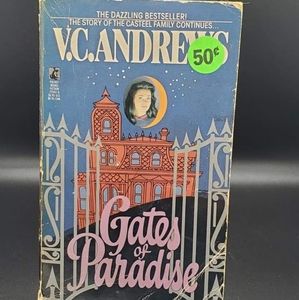 THE DAZZLING BESTSELLER!
THE STORY OF THE CASTEEL FAMILY CONTINUES...
V.C. ANDREWS
50¢
Gates
of
Paradise